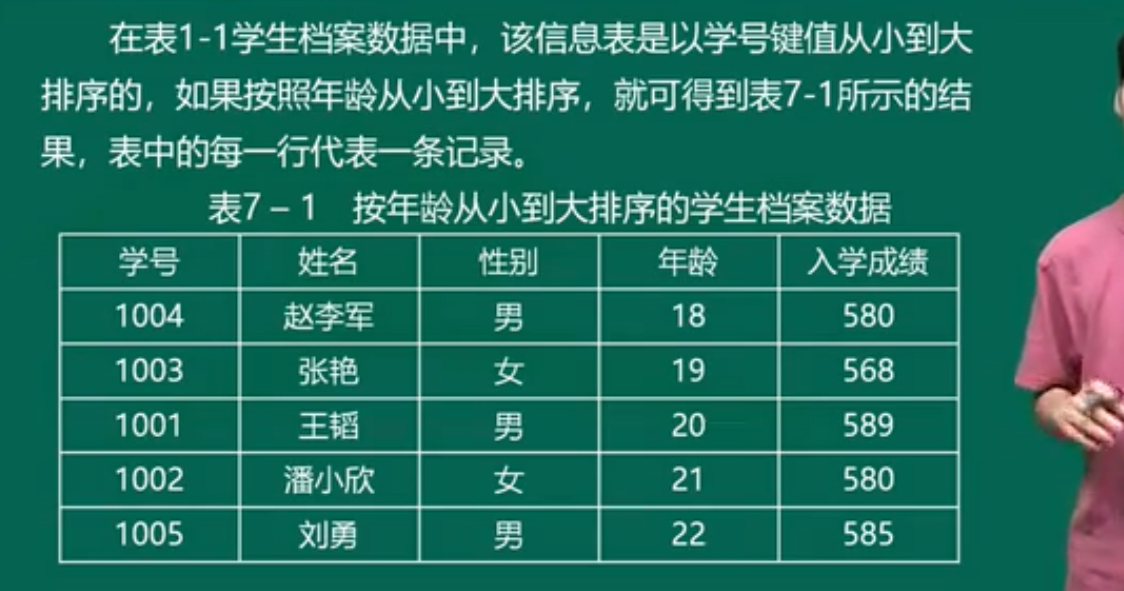 在表1-1学生档案数据中，该信息表是以学号键值从小到大
排序的，如果按照年龄从小到大排序，就可得到表7-1所示的结
果，表中的每一行代表一条记录。
表7 – 1 按年龄从小到大排序的学生档案数据
学号 姓名 性别 年龄 入学成绩
1004 赵李军 男 18 580
1003 张艳 女 19 568
1001 王韬 男 20 589
1002 潘小欣 女 21 580
1005 刘勇 男 22 585